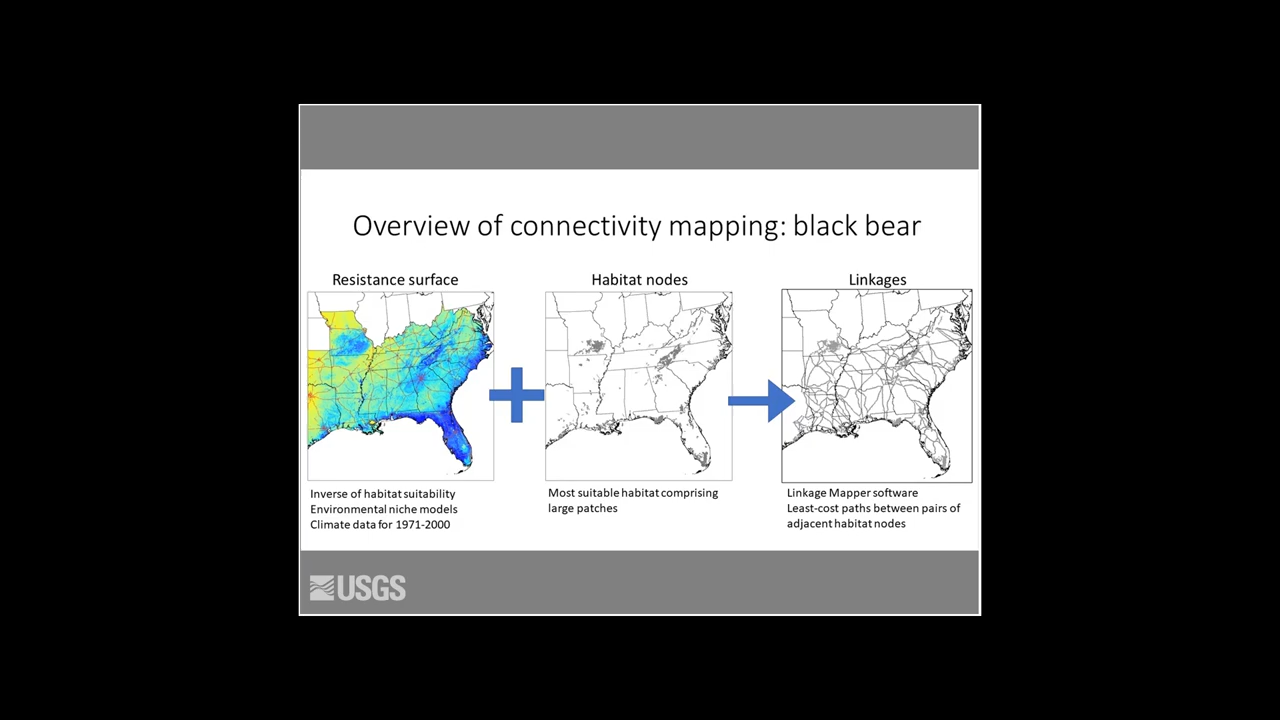 Overview of connectivity mapping: black bear
Resistance surface
Habitat nodes
Linkages
Inverse of habitat suitability
Environmental niche models
Climate data for 1971-2000
Most suitable habitat comprising
large patches
Linkage Mapper software
Least-cost paths between pairs of
adjacent habitat nodes
USGS